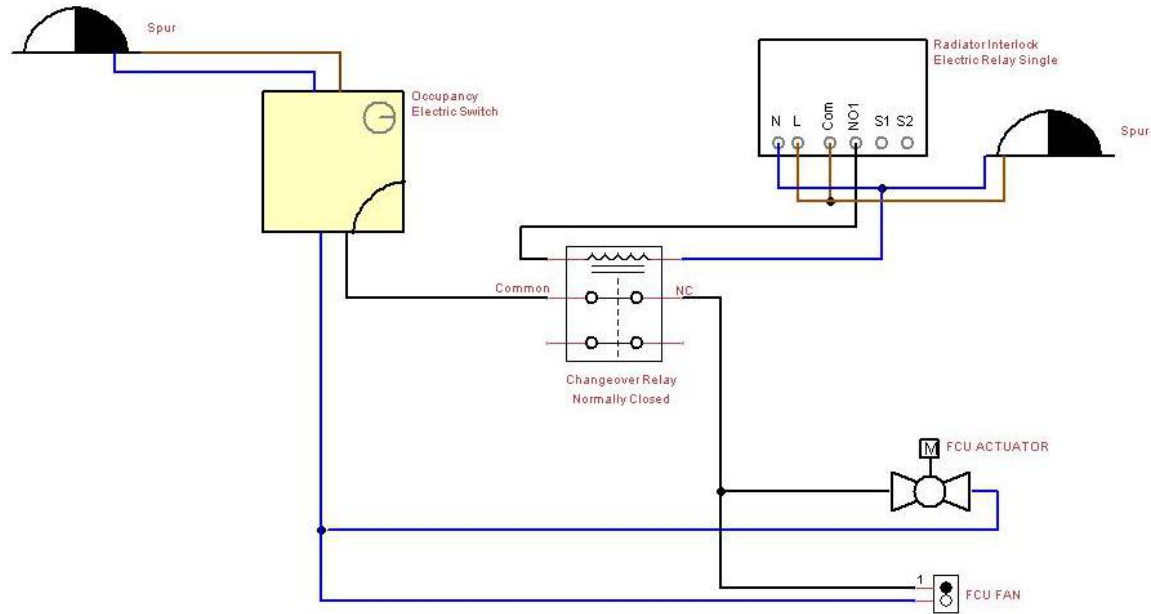 Spur
Occupancy
Electric Switch
Radiator Interlock
Electric Relay Single
N L Com NO1 S1 S2
Spur
Common
NC
Changeover Relay
Normally Closed
M
FCU ACTUATOR
1
FCU FAN